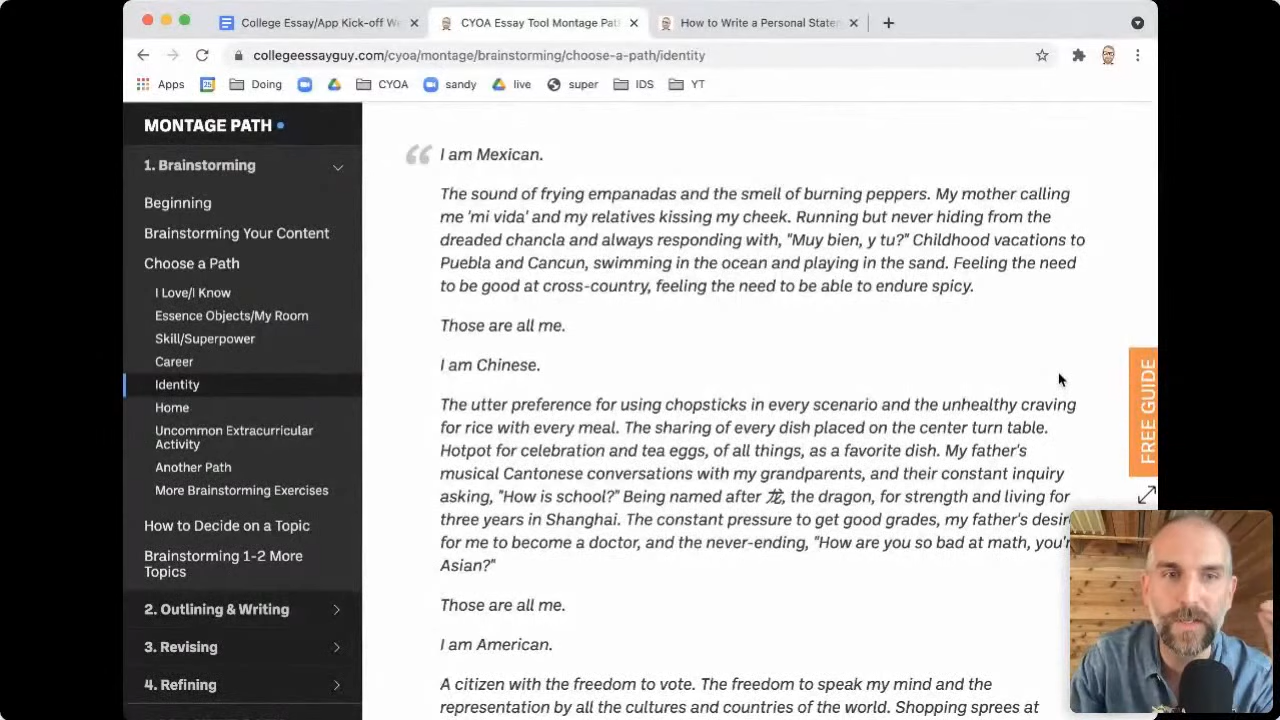 College Essay/App Kick-off We
CYOA Essay Tool Montage Pat
How to Write a Personal State
collegeessayguy.com/cyoa/montage/brainstorming/choose-a-path/identity
Apps
Doing
CYOA
sandy
live
super
IDS
YT
MONTAGE PATH
1. Brainstorming
Beginning
Brainstorming Your Content
Choose a Path
I Love/I Know
Essence Objects/My Room
Skill/Superpower
Career
Identity
Home
Uncommon Extracurricular
Activity
Another Path
More Brainstorming Exercises
How to Decide on a Topic
Brainstorming 1-2 More
Topics
2. Outlining & Writing
3. Revising
4. Refining
“ I am Mexican.
The sound of frying empanadas and the smell of burning peppers. My mother calling
me 'mi vida' and my relatives kissing my cheek. Running but never hiding from the
dreaded chancla and always responding with, "Muy bien, y tu?" Childhood vacations to
Puebla and Cancun, swimming in the ocean and playing in the sand. Feeling the need
to be good at cross-country, feeling the need to be able to endure spicy.
Those are all me.
I am Chinese.
The utter preference for using chopsticks in every scenario and the unhealthy craving
for rice with every meal. The sharing of every dish placed on the center turn table.
Hotpot for celebration and tea eggs, of all things, as a favorite dish. My father's
musical Cantonese conversations with my grandparents, and their constant inquiry
asking, "How is school?" Being named after 龙, the dragon, for strength and living for
three years in Shanghai. The constant pressure to get good grades, my father's desir
for me to become a doctor, and the never-ending, "How are you so bad at math, you'r
Asian?"
Those are all me.
I am American.
A citizen with the freedom to vote. The freedom to speak my mind and the
representation by all the cultures and countries of the world. Shopping sprees at
FREE GUIDE